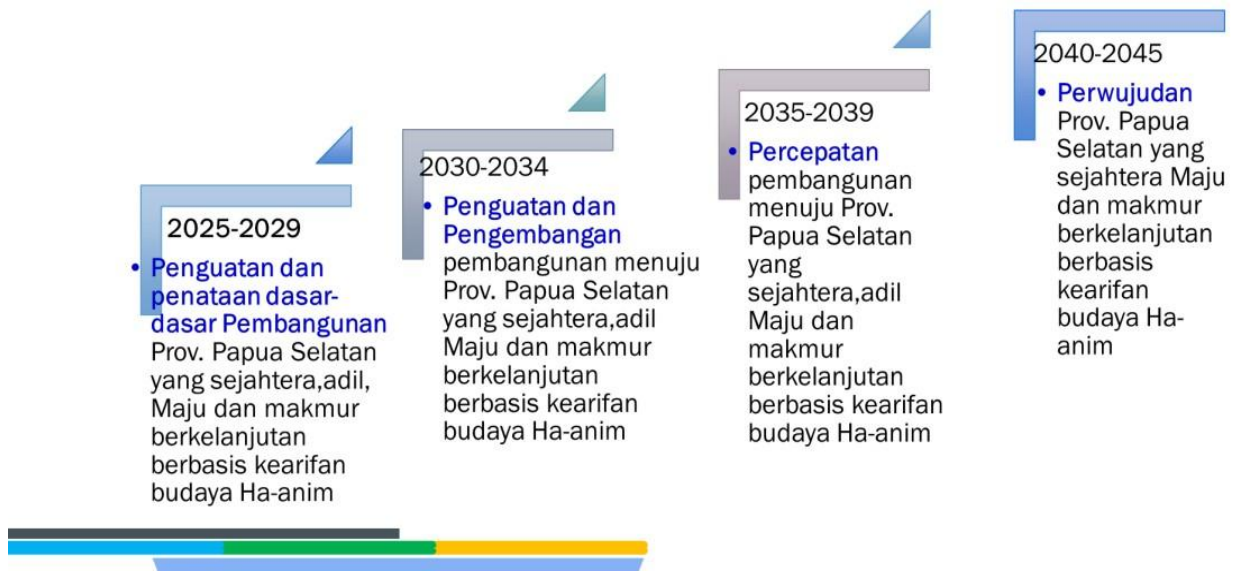 2025-2029
• Penguatan dan
penataan dasar-
dasar Pembangunan
Prov. Papua Selatan
yang sejahtera,adil,
Maju dan makmur
berkelanjutan
berbasis kearifan
budaya Ha-anim
2030-2034
• Penguatan dan
Pengembangan
pembangunan menuju
Prov. Papua Selatan
yang sejahtera,adil
Maju dan makmur
berkelanjutan
berbasis kearifan
budaya Ha-anim
2035-2039
• Percepatan
pembangunan
menuju Prov.
Papua Selatan
yang
sejahtera,adil
Maju dan
makmur
berkelanjutan
berbasis kearifan
budaya Ha-anim
2040-2045
• Perwujudan
Prov. Papua
Selatan yang
sejahtera Maju
dan makmur
berkelanjutan
berbasis
kearifan
budaya Ha-
anim